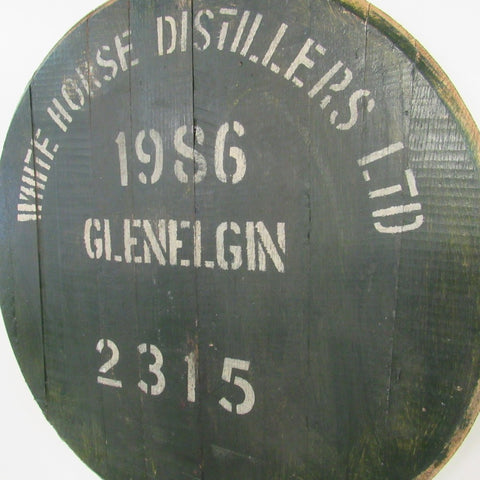 WHITE HORSE DISTILLERS LTD
1986
GLENELGIN
2315